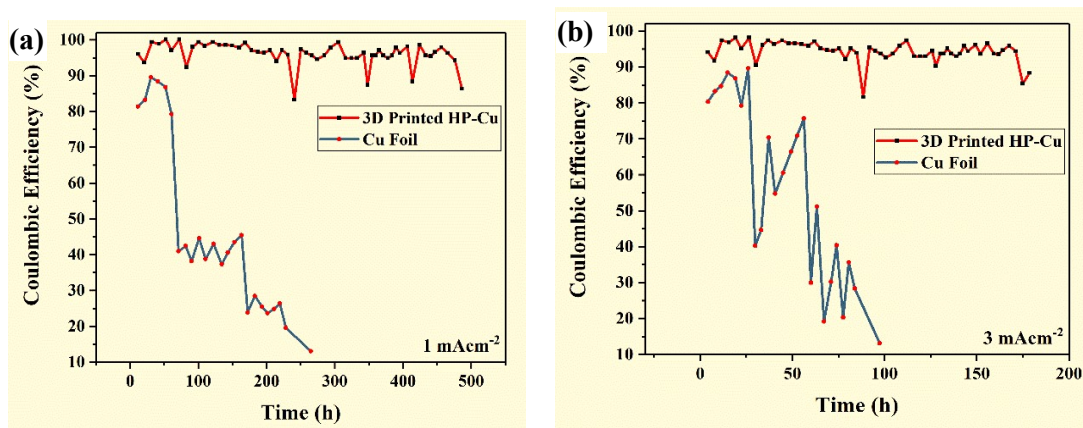 (a)
100
90
80
70
60
50
40
30
20
10
Coulombic Efficiency (%)
3D Printed HP-Cu
Cu Foil
1 mAcm-2
0
100
200
300
400
500
Time (h)
(b)
100
90
80
70
60
50
40
30
20
10
Coulombic Efficiency (%)
3D Printed HP-Cu
Cu Foil
3 mAcm-2
0
50
100
150
200
Time (h)